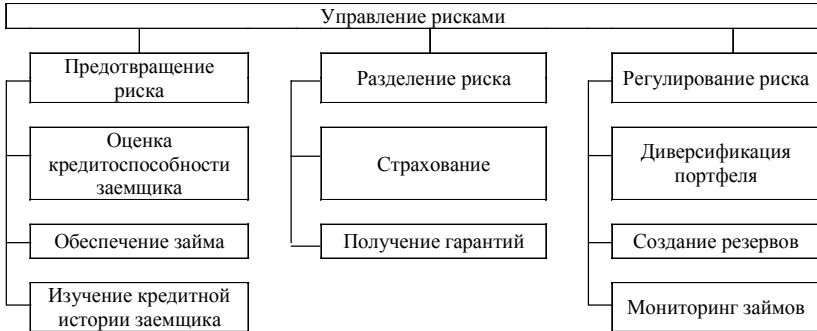 Управление рисками
Предотвращение
риска
Оценка
кредитоспособности
заемщика
Обеспечение займа
Изучение кредитной
истории заемщика
Разделение риска
Страхование
Получение гарантий
Регулирование риска
Диверсификация
портфеля
Создание резервов
Мониторинг займов